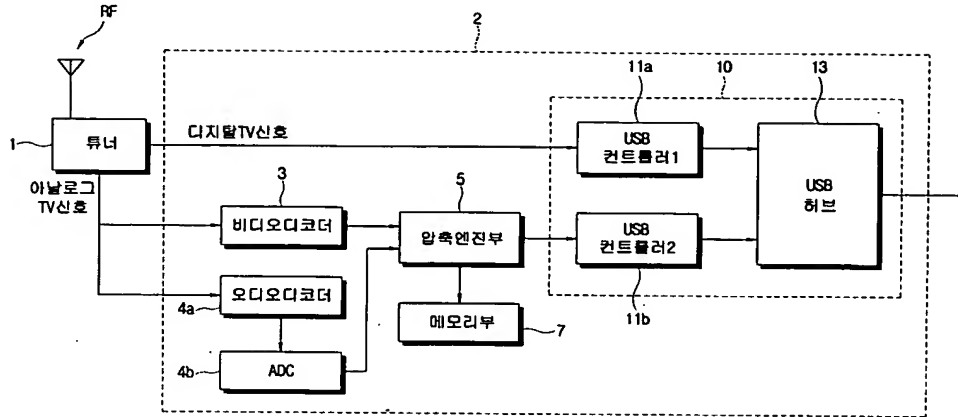 RF
2
11a
10
13
1
튜너
디지탈TV신호
USB
컨트롤러1
아날로그
TV신호
3
5
USB
허브
비디오디코더
압축엔진부
USB
컨트롤러2
오디오디코더
4a
메모리부
7
11b
4b
ADC